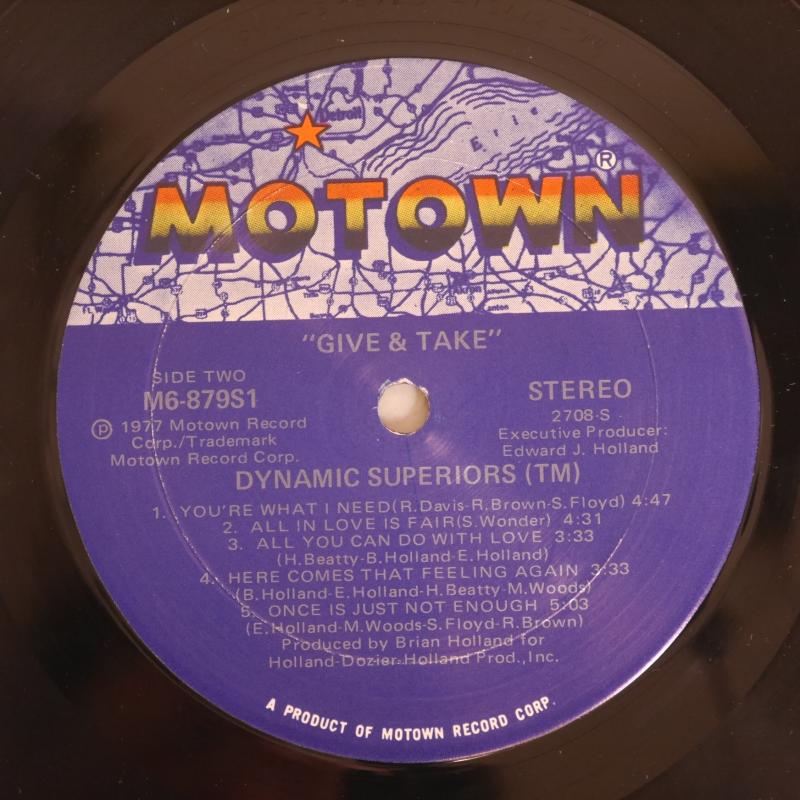 Detroit
Erie
MOTOWN®
"GIVE & TAKE"
SIDE TWO
M6-879S1
℗ 1977 Motown Record
Corp./Trademark
Motown Record Corp.
STEREO
2708-S
Executive Producer:
Edward J. Holland
DYNAMIC SUPERIORS (TM)
1. YOU'RE WHAT I NEED(R.Davis-R.Brown-S.Floyd) 4:47
2. ALL IN LOVE IS FAIR(S.Wonder) 4:31
3. ALL YOU CAN DO WITH LOVE 3:33
(H.Beatty-B.Holland-E.Holland)
4. HERE COMES THAT FEELING AGAIN 3:33
(B.Holland-E.Holland-H.Beatty-M.Woods)
5. ONCE IS JUST NOT ENOUGH 5:03
(E.Holland-M.Woods-S.Floyd-R.Brown)
Produced by Brian Holland for
Holland-Dozier-Holland Prod., Inc.
A PRODUCT OF MOTOWN RECORD CORP.